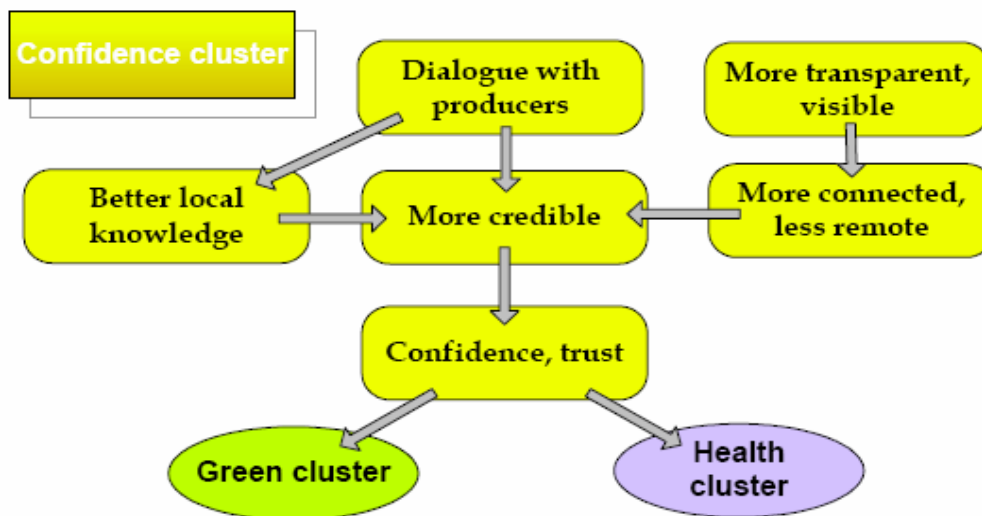 Confidence cluster
Dialogue with
producers
More transparent,
visible
Better local
knowledge
More credible
More connected,
less remote
Confidence, trust
Green cluster
Health
cluster